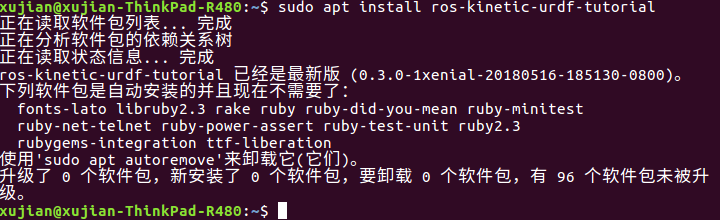 xujian@xujian-ThinkPad-R480:~$ sudo apt install ros-kinetic-urdf-tutorial
正在读取软件包列表... 完成
正在分析软件包的依赖关系树
正在读取状态信息... 完成
ros-kinetic-urdf-tutorial 已经是最新版 (0.3.0-1xenial-20180516-185130-0800)。
下列软件包是自动安装的并且现在不需要了：
fonts-lato libruby2.3 rake ruby ruby-did-you-mean ruby-minitest
ruby-net-telnet ruby-power-assert ruby-test-unit ruby2.3
rubygems-integration ttf-liberation
使用'sudo apt autoremove'来卸载它(它们)。
升级了 0 个软件包，新安装了 0 个软件包，要卸载 0 个软件包，有 96 个软件包未被升
级。
xujian@xujian-ThinkPad-R480:~$